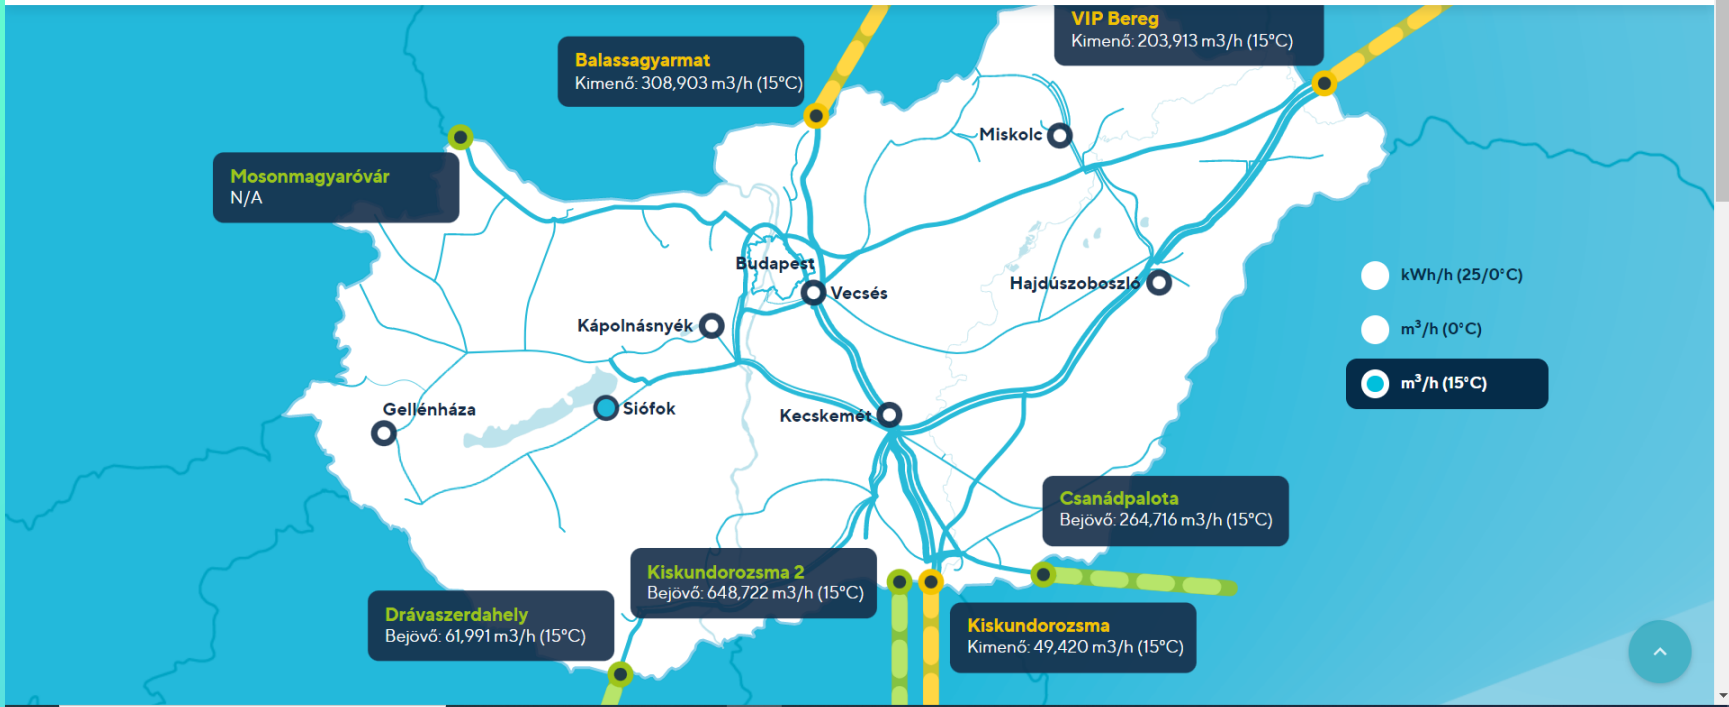 VIP Bereg
Kimenő: 203,913 m3/h (15°C)
Balassagyarmat
Kimenő: 308,903 m3/h (15°C)
Miskolc
Mosonmagyaróvár
N/A
Budapest
Vecsés
Hajdúszoboszló
kWh/h (25/0°C)
Kápolnásnyék
m³/h (0°C)
m³/h (15°C)
Gellénháza
Siófok
Kecskemét
Csanádpalota
Bejövő: 264,716 m3/h (15°C)
Kiskundorozsma 2
Bejövő: 648,722 m3/h (15°C)
Drávaszerdahely
Bejövő: 61,991 m3/h (15°C)
Kiskundorozsma
Kimenő: 49,420 m3/h (15°C)